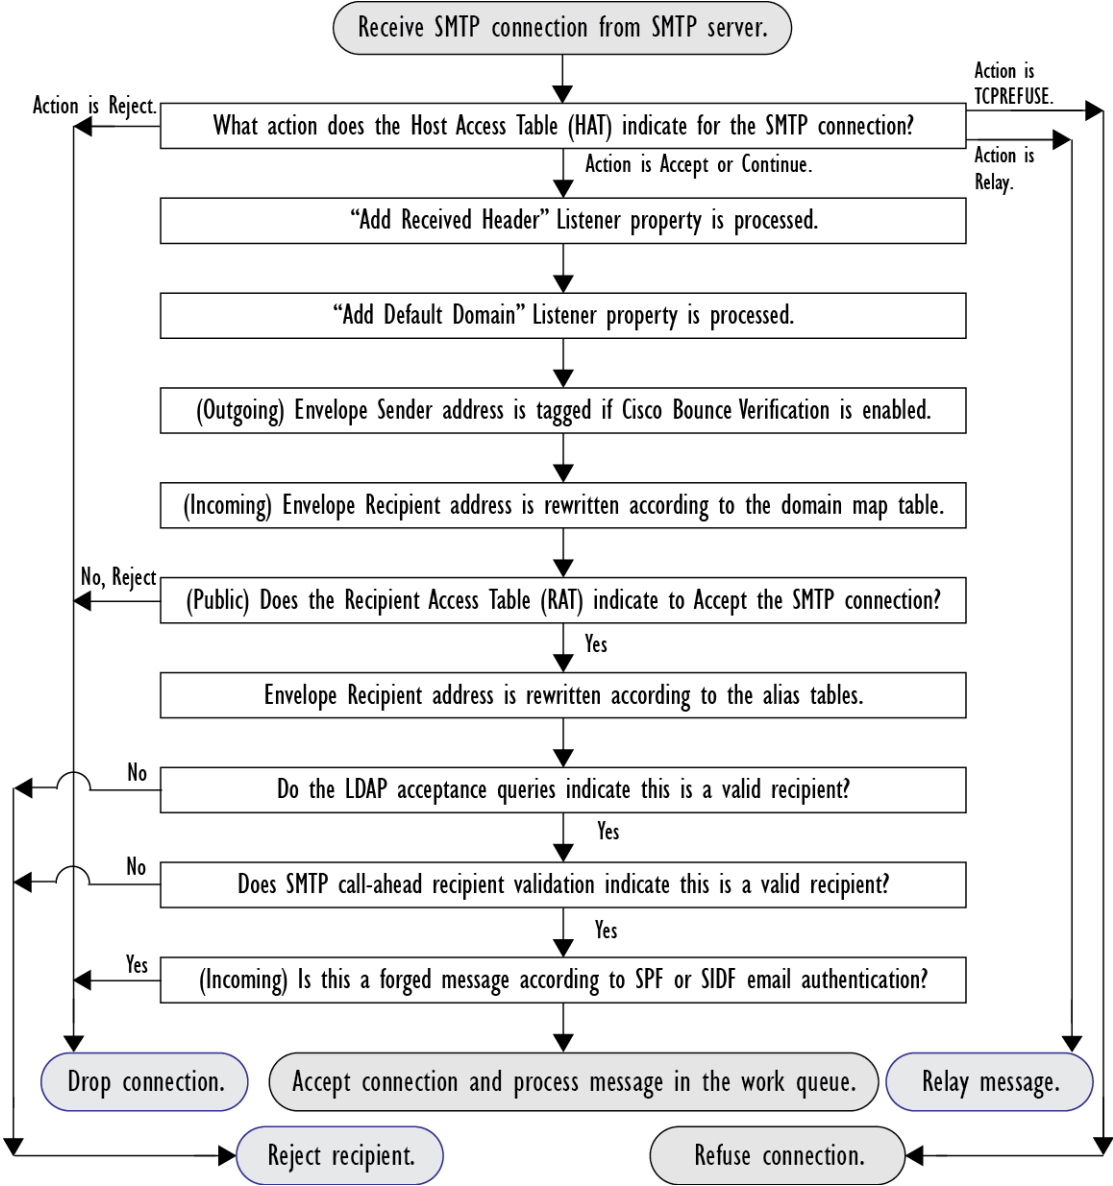 Receive SMTP connection from SMTP server.
Action is Reject.
What action does the Host Access Table (HAT) indicate for the SMTP connection?
Action is
TCPREFUSE.
Action is Accept or Continue.
Action is
Relay.
“Add Received Header” Listener property is processed.
“Add Default Domain” Listener property is processed.
(Outgoing) Envelope Sender address is tagged if Cisco Bounce Verification is enabled.
(Incoming) Envelope Recipient address is rewritten according to the domain map table.
No, Reject
(Public) Does the Recipient Access Table (RAT) indicate to Accept the SMTP connection?
Yes
Envelope Recipient address is rewritten according to the alias tables.
No
Do the LDAP acceptance queries indicate this is a valid recipient?
Yes
No
Does SMTP call-ahead recipient validation indicate this is a valid recipient?
Yes
Yes
(Incoming) Is this a forged message according to SPF or SIDF email authentication?
Drop connection.
Accept connection and process message in the work queue.
Relay message.
Reject recipient.
Refuse connection.